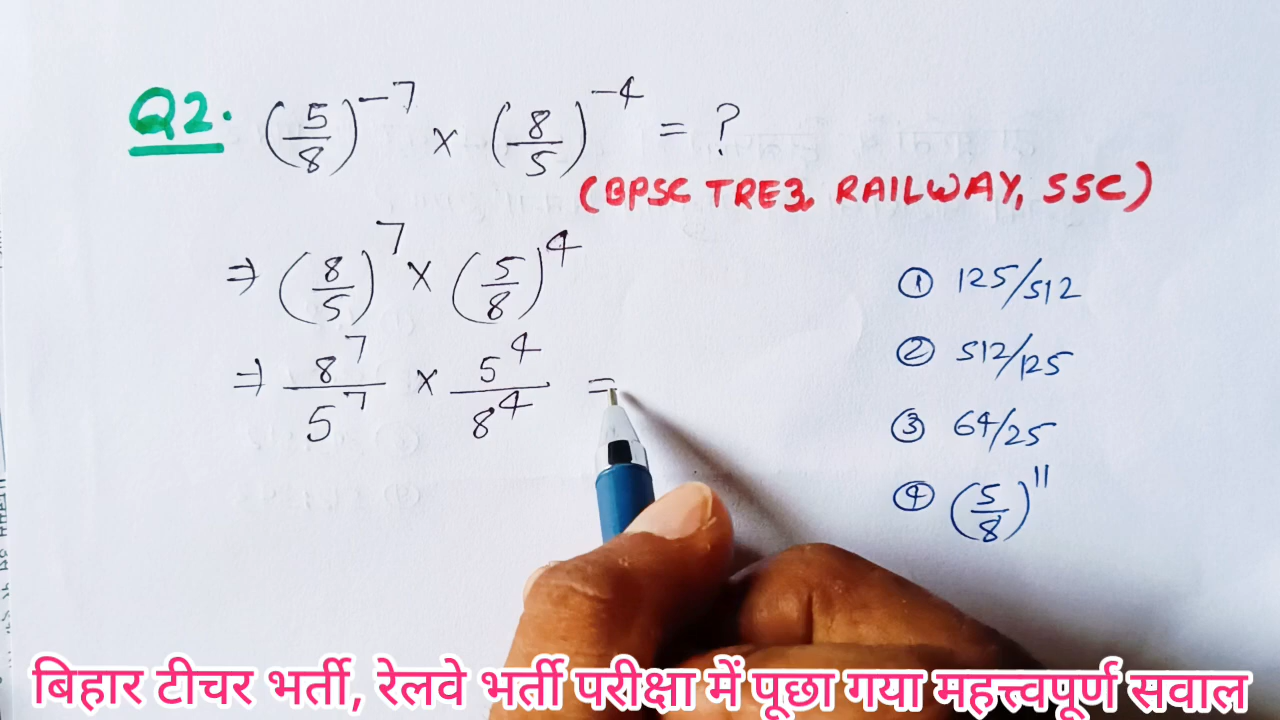 Q2. (5/8)^-7 × (8/5)^-4 = ?
(BPSC TRE3, RAILWAY, SSC)
⇒ (8/5)^7 × (5/8)^4
⇒ 8^7/5^7 × 5^4/8^4 =
① 125/512
② 512/125
③ 64/25
④ (5/8)^11
बिहार टीचर भर्ती, रेलवे भर्ती परीक्षा में पूछा गया महत्त्वपूर्ण सवाल